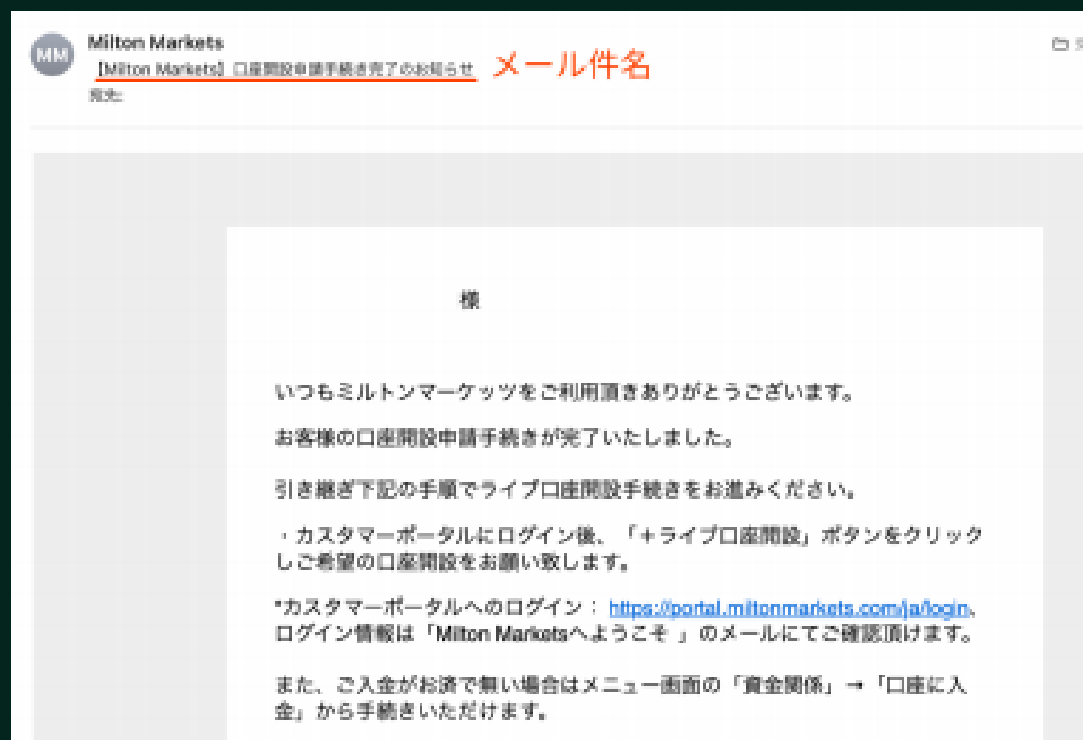 MM
Milton Markets
【Milton Markets】口座開設申請手続き完了のお知らせ
メール件名
宛先:
様
いつもミルトンマーケッツをご利用頂きありがとうございます。
お客様の口座開設申請手続きが完了いたしました。
引き継ぎ下記の手順でライブ口座開設手続きをお進みください。
・カスタマーポータルにログイン後、「+ライブ口座開設」ボタンをクリック
しご希望の口座開設をお願い致します。
*カスタマーポータルへのログイン： https://portal.miltonmarkets.com/ja/login、
ログイン情報は「Milton Marketsへようこそ 」のメールにてご確認頂けます。
また、ご入金がお済で無い場合はメニュー画面の「資金関係」→「口座に入
金」から手続きいただけます。